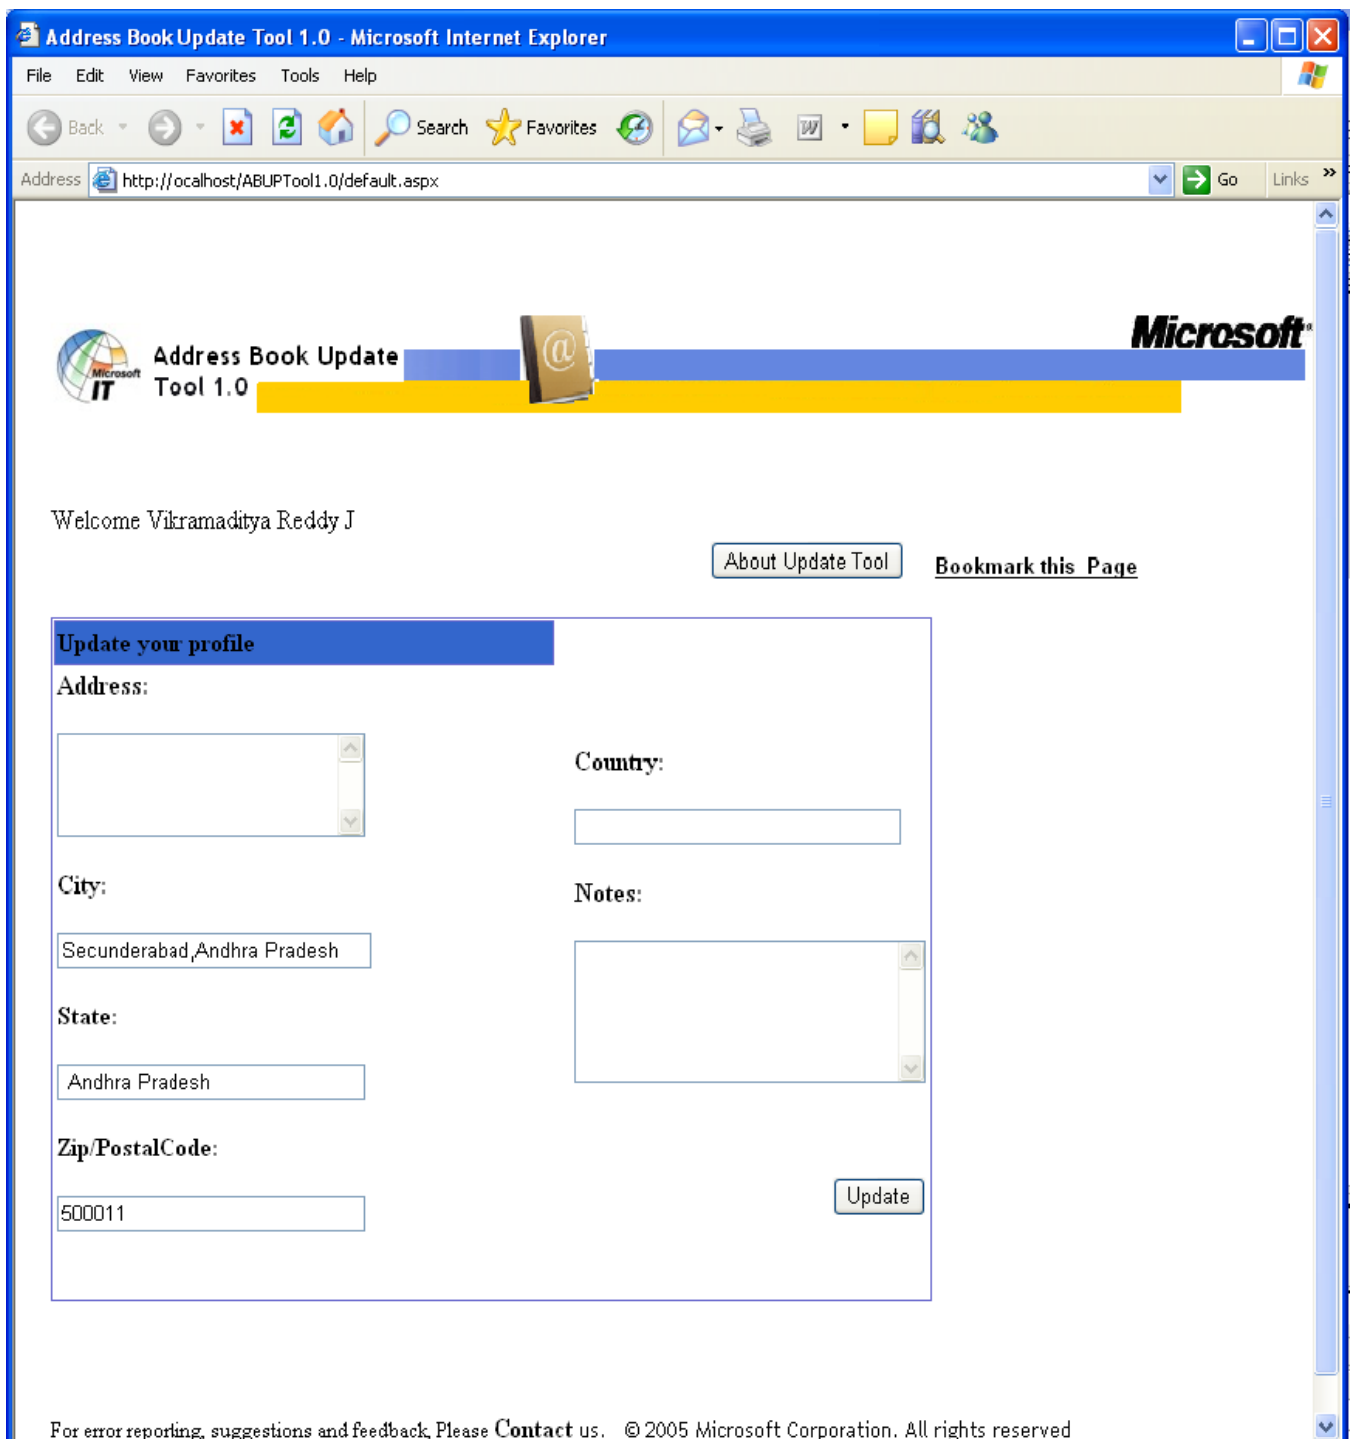 Address Book Update Tool 1.0 - Microsoft Internet Explorer
File Edit View Favorites Tools Help
Back Search Favorites
Address http://ocalhost/ABUPTool1.0/default.aspx Go Links »
Microsoft
Microsoft IT
Address Book Update
Tool 1.0
@
Welcome Vikramaditya Reddy J
About Update Tool Bookmark this Page
Update your profile
Address:
Country:
City:
Notes:
Secunderabad,Andhra Pradesh
State:
Andhra Pradesh
Zip/PostalCode:
Update
500011
For error reporting, suggestions and feedback, Please Contact us. © 2005 Microsoft Corporation. All rights reserved